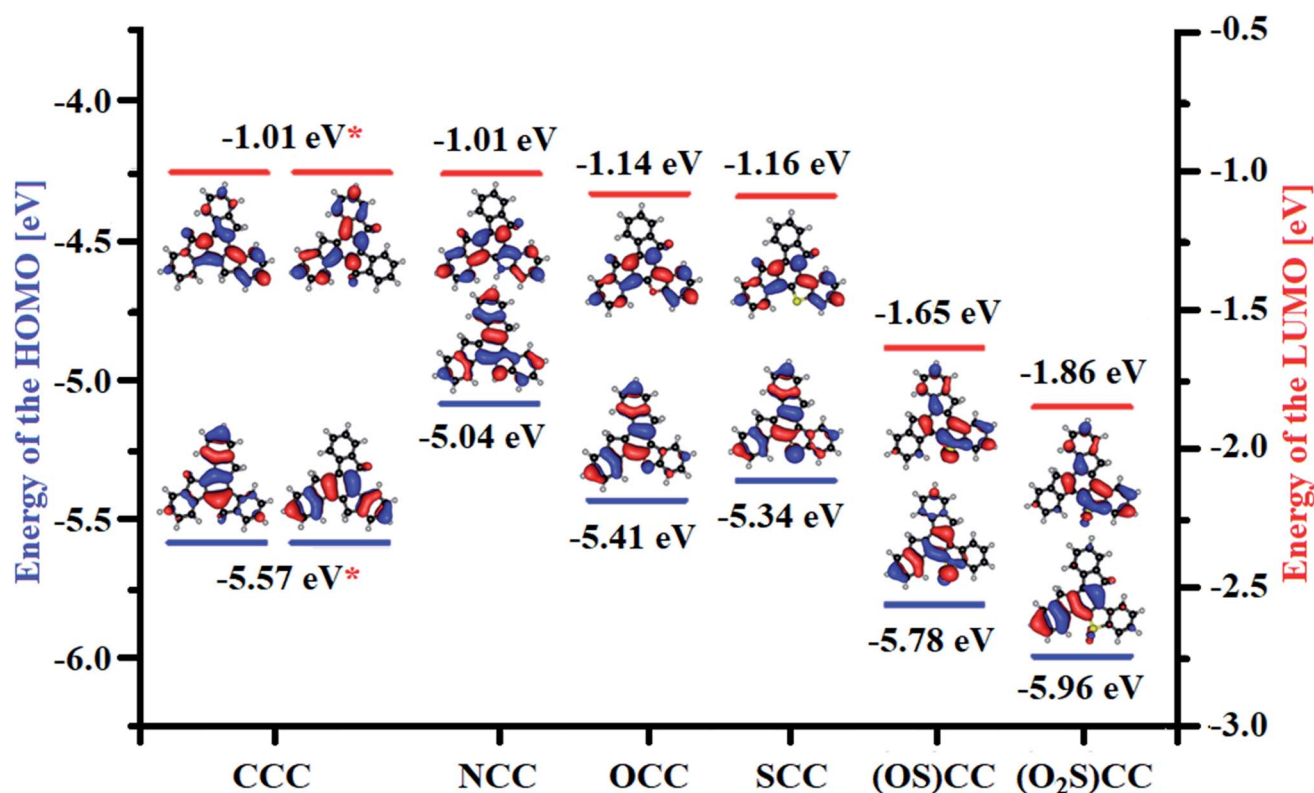 Energy of the HOMO [eV]
-4.0
-4.5
-5.0
-5.5
-6.0
-1.01 eV*
-5.57 eV*
-1.01 eV
-5.04 eV
-1.14 eV
-5.41 eV
-1.16 eV
-5.34 eV
-1.65 eV
-5.78 eV
-1.86 eV
-5.96 eV
CCC
NCC
OCC
SCC
(OS)CC
(O₂S)CC
-0.5
-1.0
-1.5
-2.0
-2.5
-3.0
Energy of the LUMO [eV]